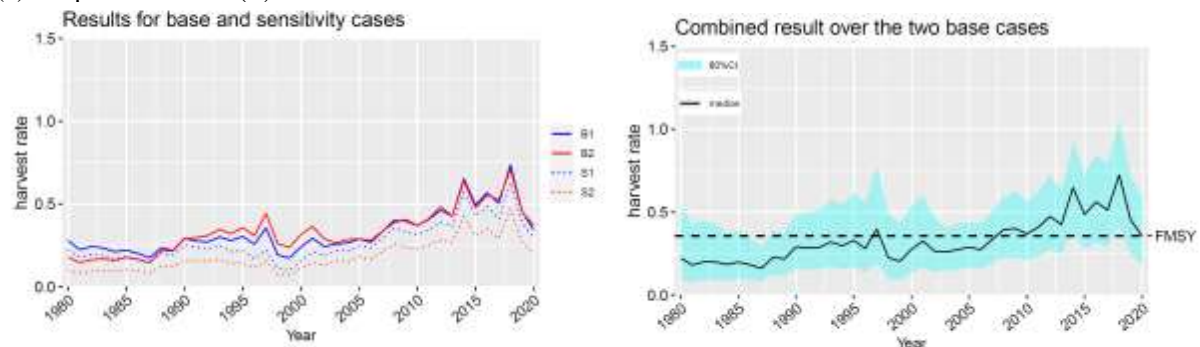 Results for base and sensitivity cases
1.5
1.0
0.5
0.0
harvest rate
1980
1985
1990
1995
2000
2005
2010
2015
2020
Year
B1
B2
S1
S2
Combined result over the two base cases
1.5
1.0
0.5
0.0
harvest rate
80%CI
median
FMSY
1980
1985
1990
1995
2000
2005
2010
2015
2020
Year